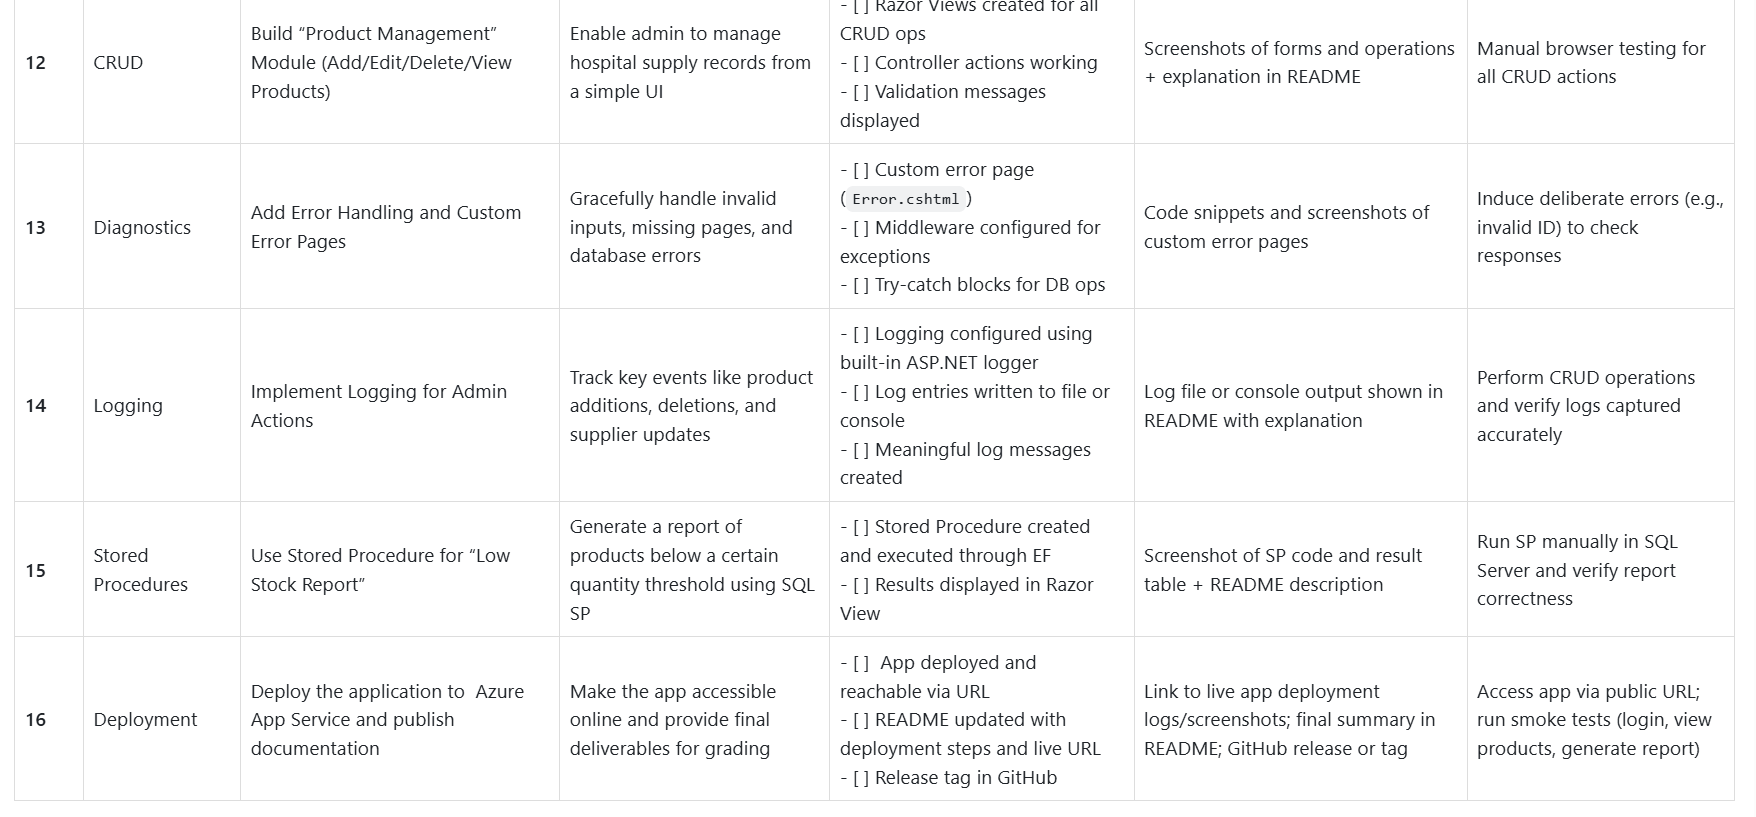 12
CRUD
Build “Product Management”
Module (Add/Edit/Delete/View
Products)
Enable admin to manage
hospital supply records from
a simple UI
- [ ] Razor Views created for all
CRUD ops
- [ ] Controller actions working
- [ ] Validation messages
displayed
Screenshots of forms and operations
+ explanation in README
Manual browser testing for
all CRUD actions
13
Diagnostics
Add Error Handling and Custom
Error Pages
Gracefully handle invalid
inputs, missing pages, and
database errors
- [ ] Custom error page
(Error.cshtml)
- [ ] Middleware configured for
exceptions
- [ ] Try-catch blocks for DB ops
Code snippets and screenshots of
custom error pages
Induce deliberate errors (e.g.,
invalid ID) to check
responses
14
Logging
Implement Logging for Admin
Actions
Track key events like product
additions, deletions, and
supplier updates
- [ ] Logging configured using
built-in ASP.NET logger
- [ ] Log entries written to file or
console
- [ ] Meaningful log messages
created
Log file or console output shown in
README with explanation
Perform CRUD operations
and verify logs captured
accurately
15
Stored
Procedures
Use Stored Procedure for “Low
Stock Report”
Generate a report of
products below a certain
quantity threshold using SQL
SP
- [ ] Stored Procedure created
and executed through EF
- [ ] Results displayed in Razor
View
Screenshot of SP code and result
table + README description
Run SP manually in SQL
Server and verify report
correctness
16
Deployment
Deploy the application to  Azure
App Service and publish
documentation
Make the app accessible
online and provide final
deliverables for grading
- [ ]  App deployed and
reachable via URL
- [ ] README updated with
deployment steps and live URL
- [ ] Release tag in GitHub
Link to live app deployment
logs/screenshots; final summary in
README; GitHub release or tag
Access app via public URL;
run smoke tests (login, view
products, generate report)